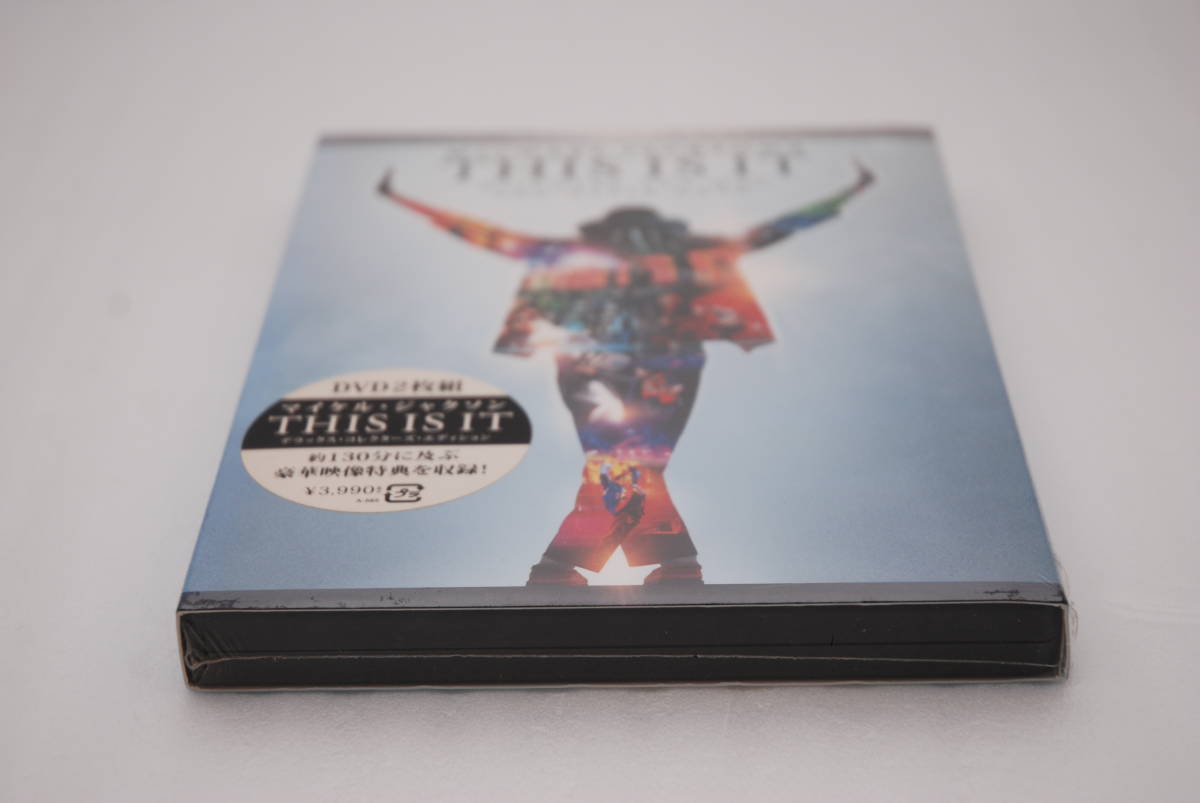 THIS IS IT
DVD2枚組
マイケル・ジャクソン
THIS IS IT
デラックス・コレクターズ・エディション
約130分に及ぶ
豪華映像特典を収録!
¥3,990